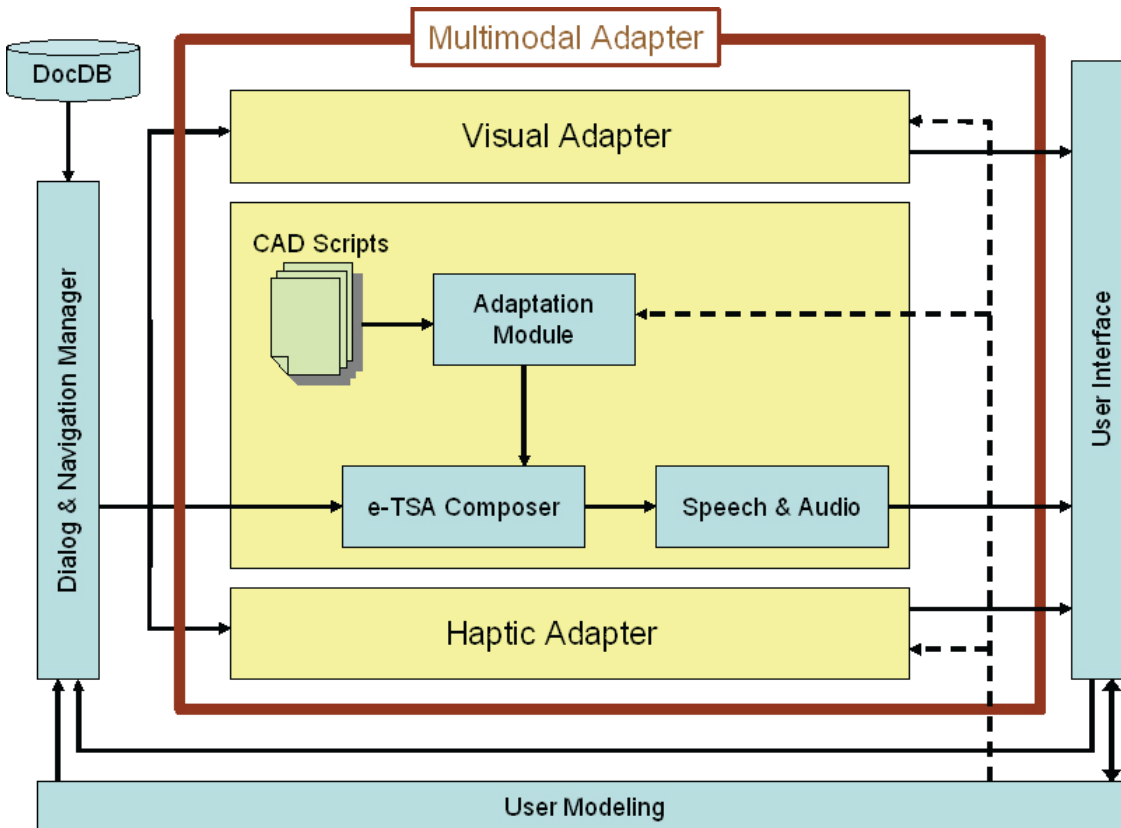 Multimodal Adapter
DocDB
Visual Adapter
CAD Scripts
Adaptation
Module
Dialog & Navigation Manager
User Interface
e-TSA Composer
Speech & Audio
Haptic Adapter
User Modeling